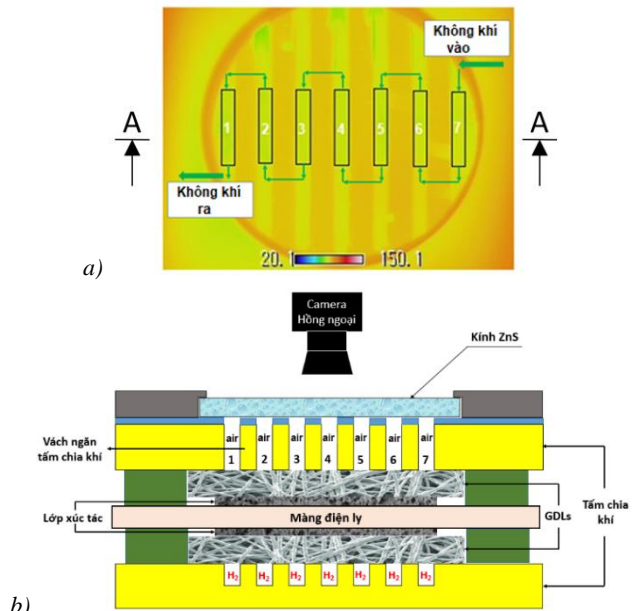 Không khí
vào
A
A
1 2 3 4 5 6 7
Không khí
ra
20.1 150.1
a)
Camera
Hồng ngoại
Kính ZnS
Vách ngăn
tấm chia khí
air air air air air air air
1 2 3 4 5 6 7
Lớp xúc tác
Màng điện ly
GDLs
Tấm chia
khí
H₂ H₂ H₂ H₂ H₂ H₂ H₂
b)